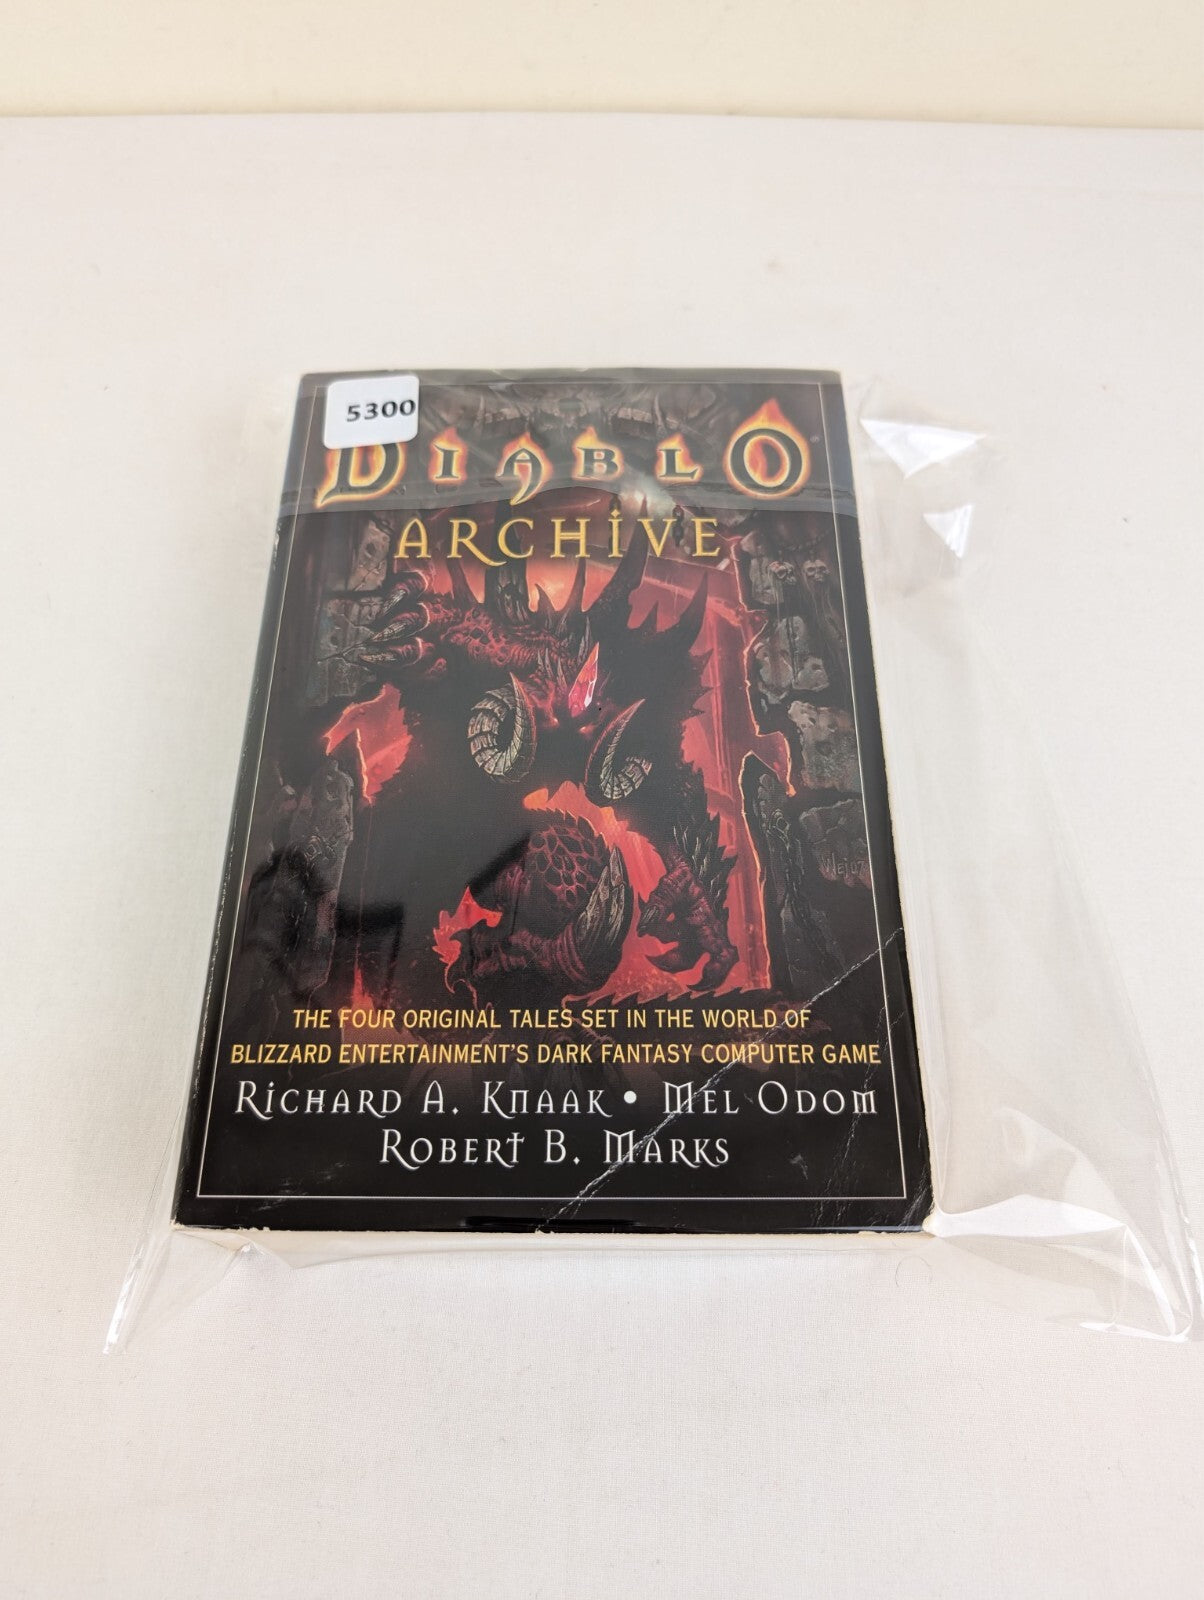 5300
DIABLO®
ARCHIVE
Wei07
THE FOUR ORIGINAL TALES SET IN THE WORLD OF
BLIZZARD ENTERTAINMENT'S DARK FANTASY COMPUTER GAME
RICHARD A. KNAAK • MEL ODOM
ROBERT B. MARKS